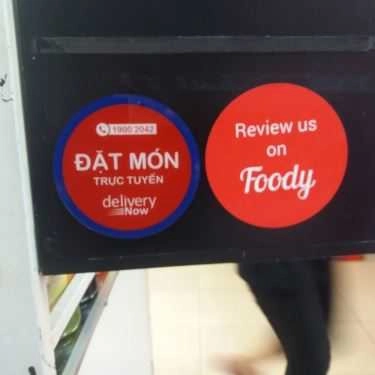 1900 2042
ĐẶT MÓN
TRỰC TUYẾN
delivery
Now
Review us
on
Foody